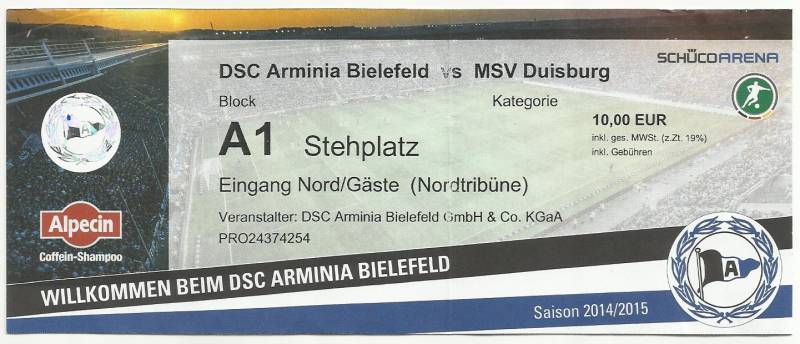 SCHÜCOARENA
DSC Arminia Bielefeld vs MSV Duisburg
Block
Kategorie
A1 Stehplatz
10,00 EUR
inkl. ges. MWSt. (z.Zt. 19%)
inkl. Gebühren
Eingang Nord/Gäste (Nordtribüne)
Veranstalter: DSC Arminia Bielefeld GmbH & Co. KGaA
PRO24374254
Alpecin
Coffein-Shampoo
WILLKOMMEN BEIM DSC ARMINIA BIELEFELD
A
A
Saison 2014/2015